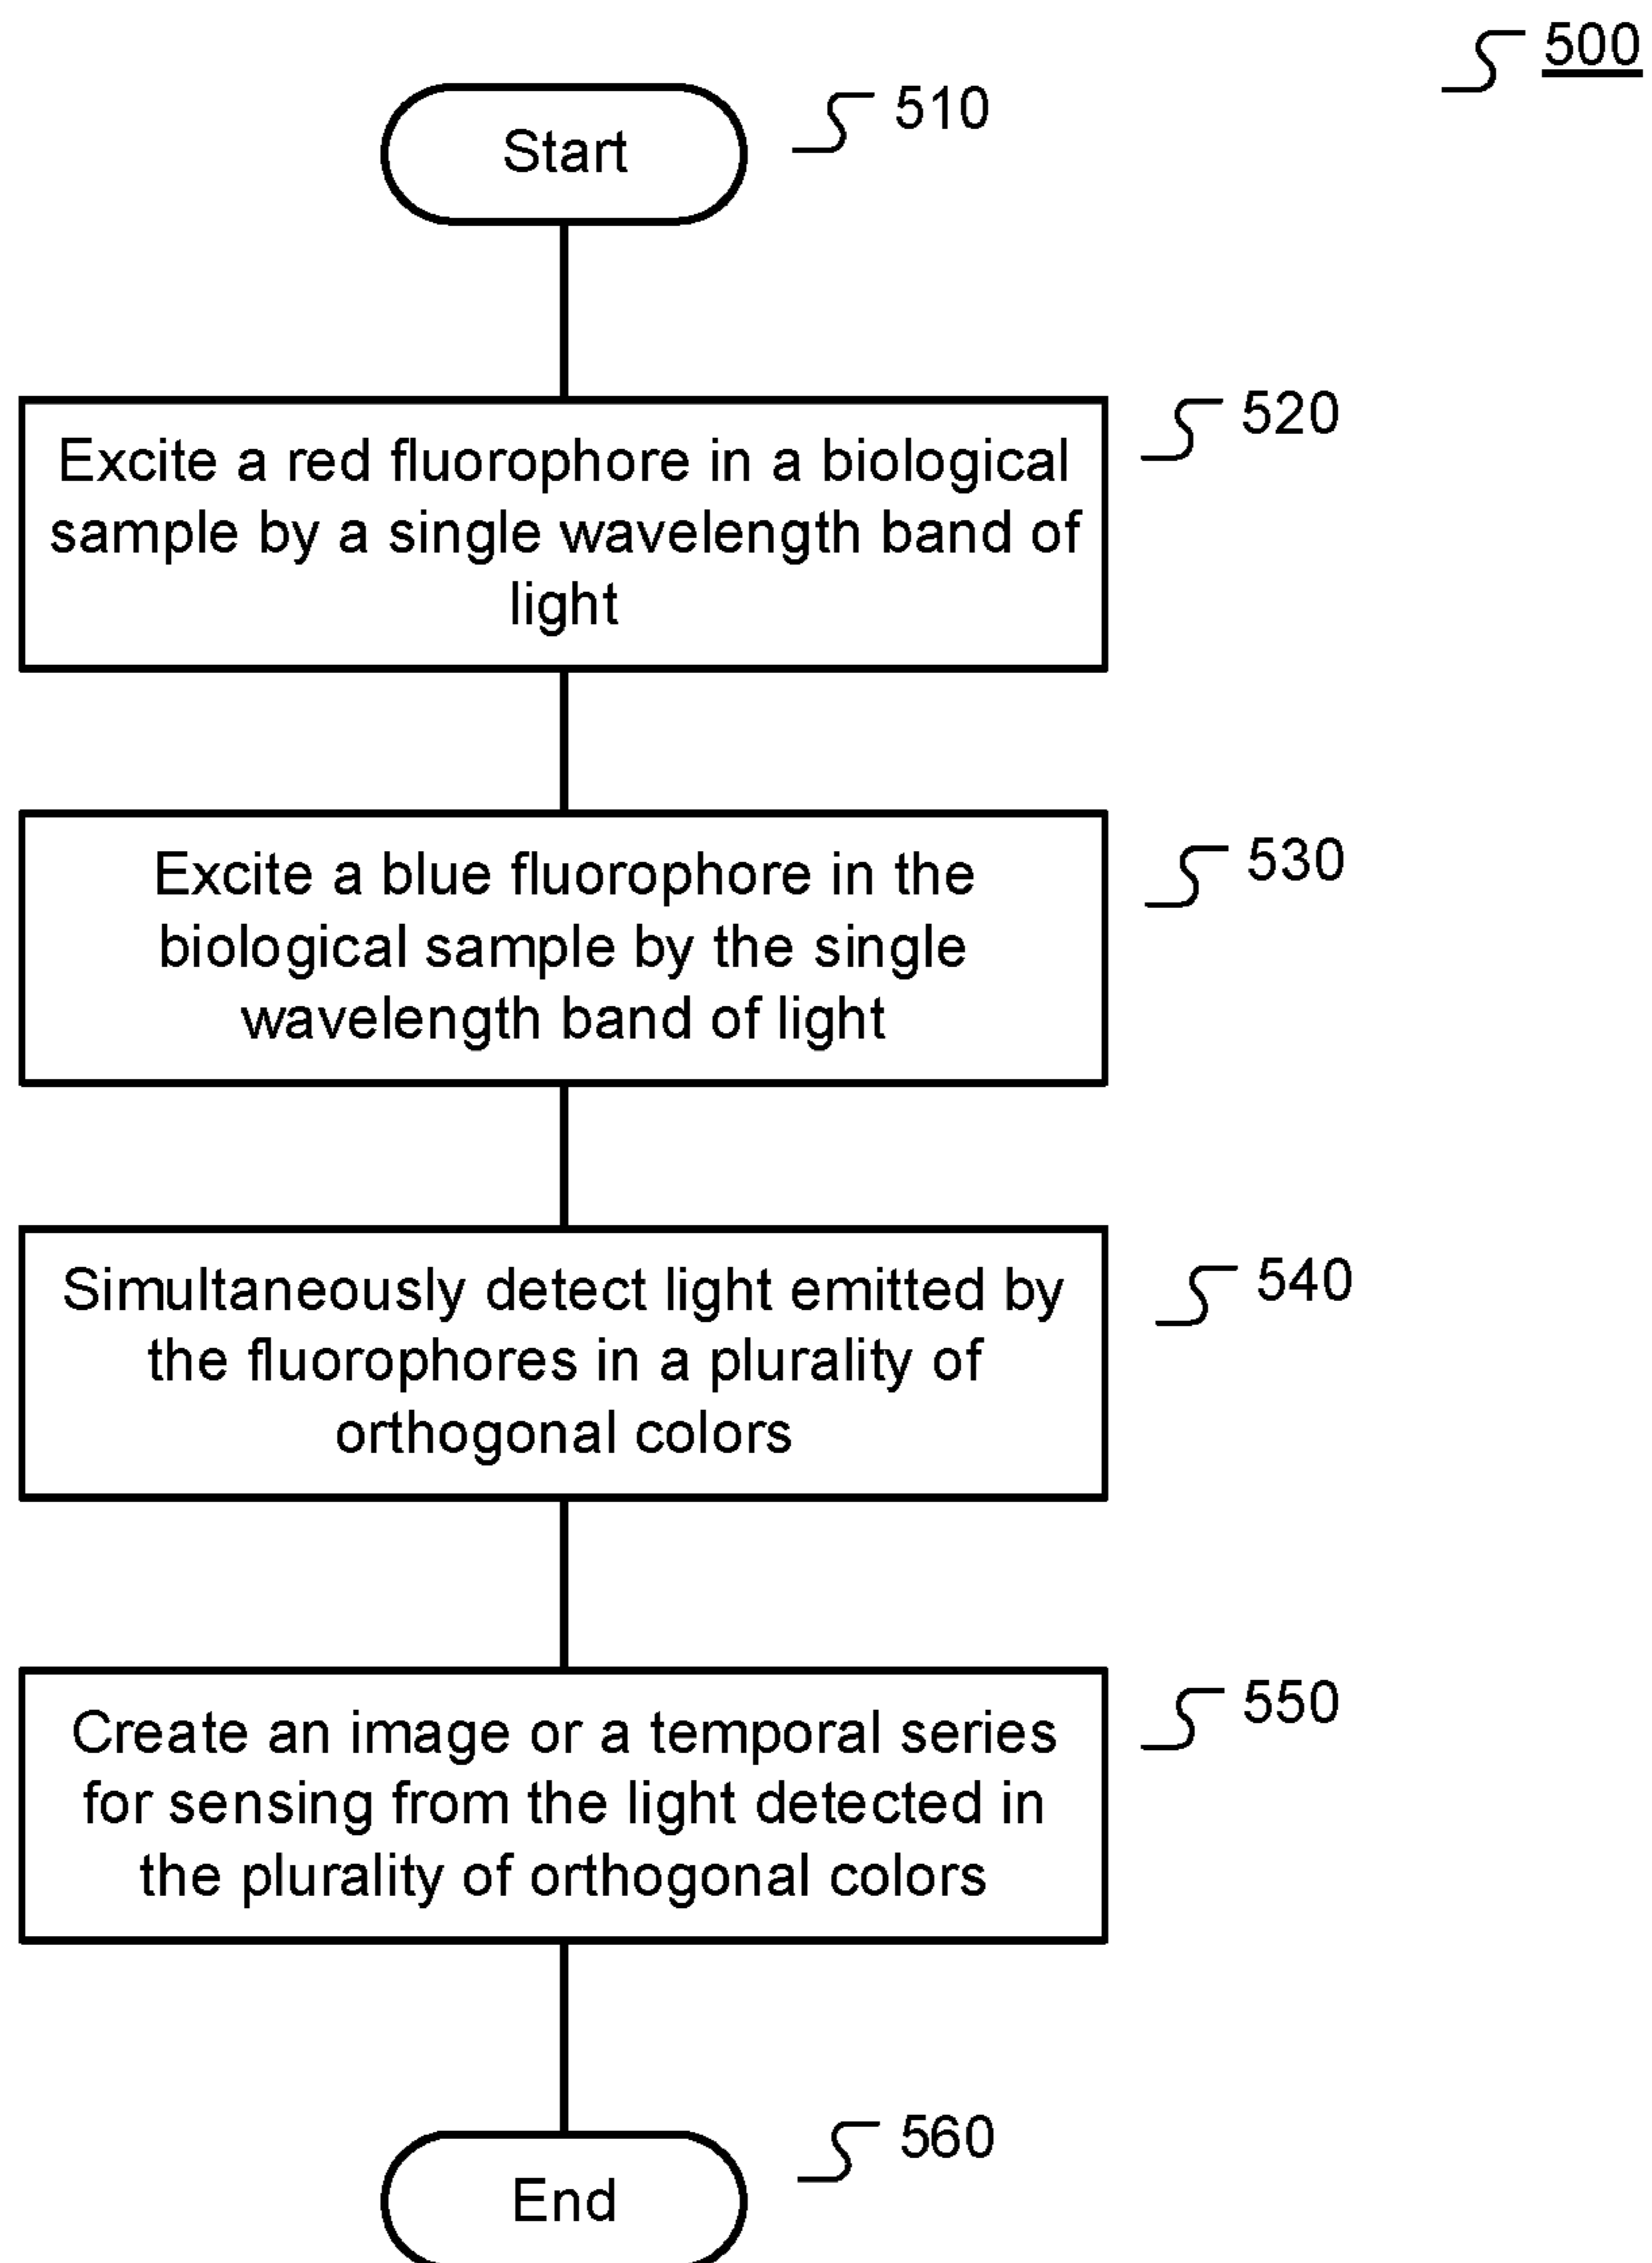 500
Start
510
Excite a red fluorophore in a biological
sample by a single wavelength band of
light
520
Excite a blue fluorophore in the
biological sample by the single
wavelength band of light
530
Simultaneously detect light emitted by
the fluorophores in a plurality of
orthogonal colors
540
Create an image or a temporal series
for sensing from the light detected in
the plurality of orthogonal colors
550
End
560